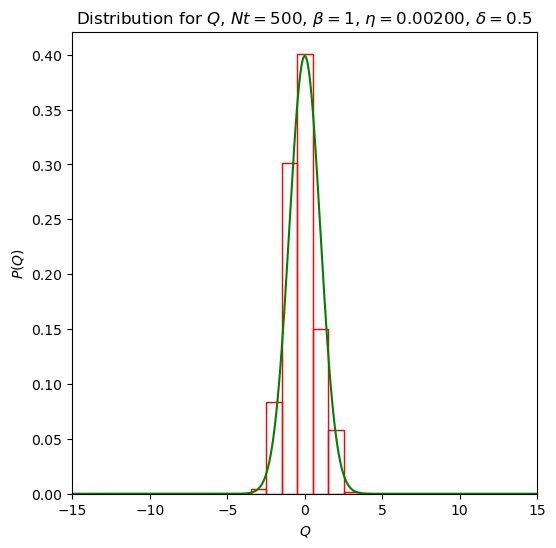 Distribution for Q, Nt = 500, β = 1, η = 0.00200, δ = 0.5
0.40
0.35
0.30
0.25
0.20
0.15
0.10
0.05
0.00
P(Q)
−15 −10 −5 0 5 10 15
Q